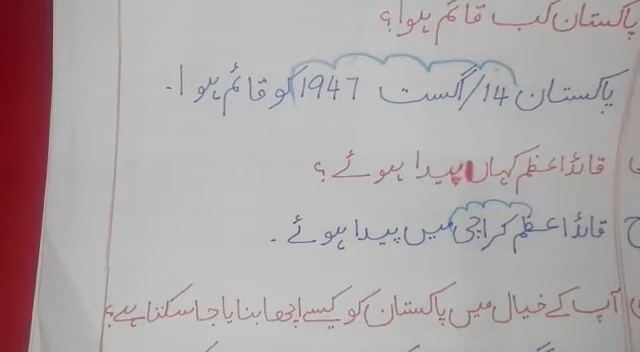 پاکستان کب قائم ہوا؟
پاکستان 14/اگست 1947 کو قائم ہوا۔
قائداعظم کہاں پیدا ہوئے؟
ج قائداعظم کراچی میں پیدا ہوئے۔
آپ کے خیال میں پاکستان کو کیسے اچھا بنایا جا سکتا ہے؟